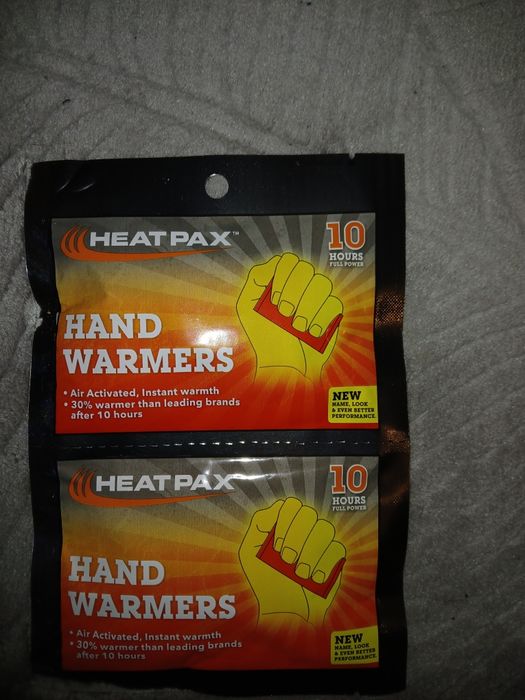 HEATPAX™
10
HOURS
FULL POWER
HAND
WARMERS
• Air Activated, Instant warmth
• 30% warmer than leading brands
after 10 hours
NEW
NAME, LOOK
& EVEN BETTER
PERFORMANCE.
HEATPAX
10
HOURS
FULL POWER
HAND
WARMERS
• Air Activated, Instant warmth
• 30% warmer than leading brands
after 10 hours
NEW
NAME, LOOK
& EVEN BETTER
PERFORMANCE.